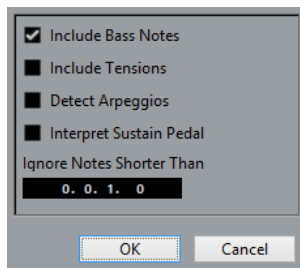 Include Bass Notes
Include Tensions
Detect Arpeggios
Interpret Sustain Pedal
Ignore Notes Shorter Than
0. 0. 1. 0
OK Cancel